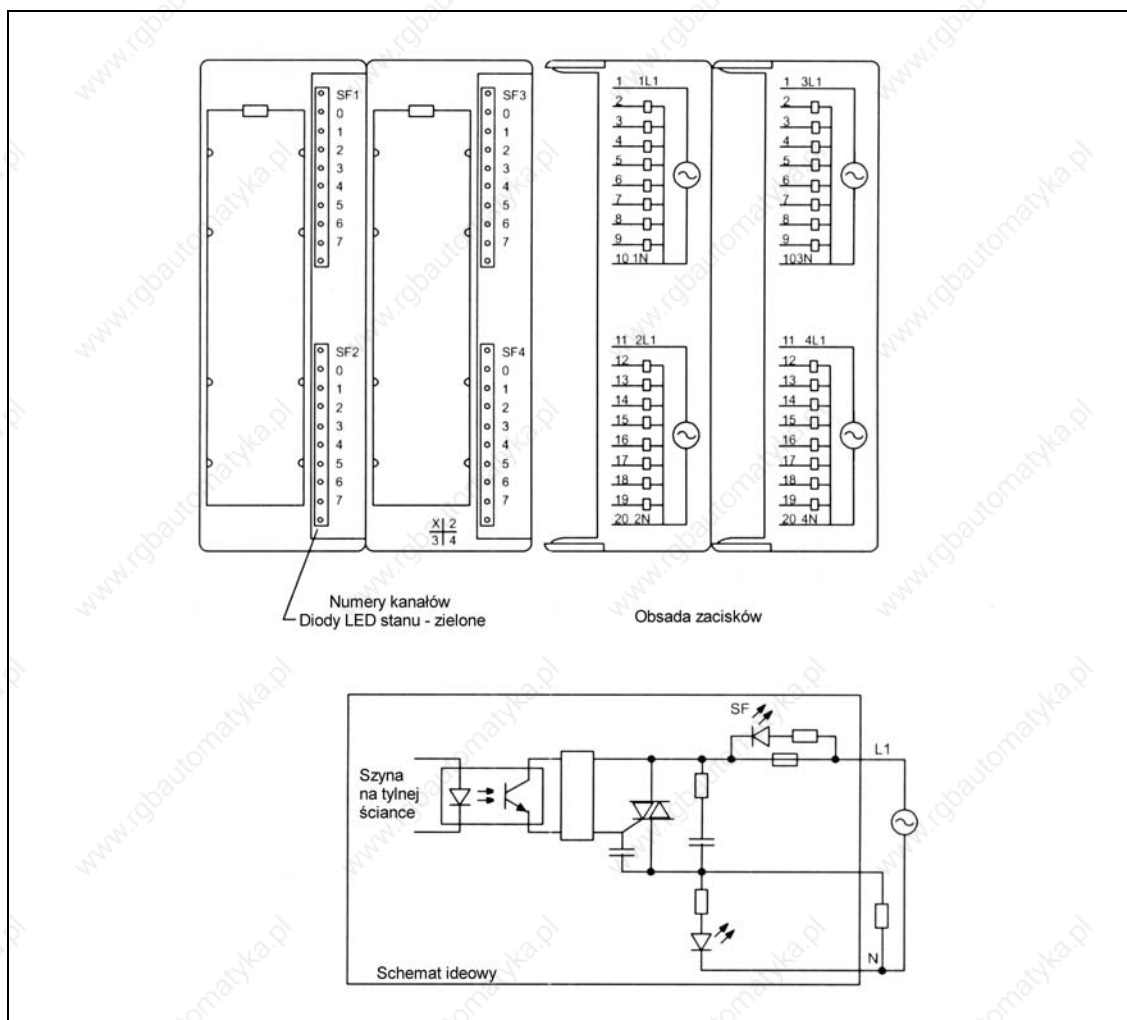 SF1
0
1
2
3
4
5
6
7
SF2
0
1
2
3
4
5
6
7
SF3
0
1
2
3
4
5
6
7
SF4
0
1
2
3
4
5
6
7
X 2
3 4
1 1L1
2
3
4
5
6
7
8
9
10 1N
11 2L1
12
13
14
15
16
17
18
19
20 2N
1 3L1
2
3
4
5
6
7
8
9
10 3N
11 4L1
12
13
14
15
16
17
18
19
20 4N
Numery kanałów
Diody LED stanu - zielone
Obsada zacisków
SF
L1
Szyna
na tylnej
ściance
N
Schemat ideowy
www.rgbautomatyka.pl